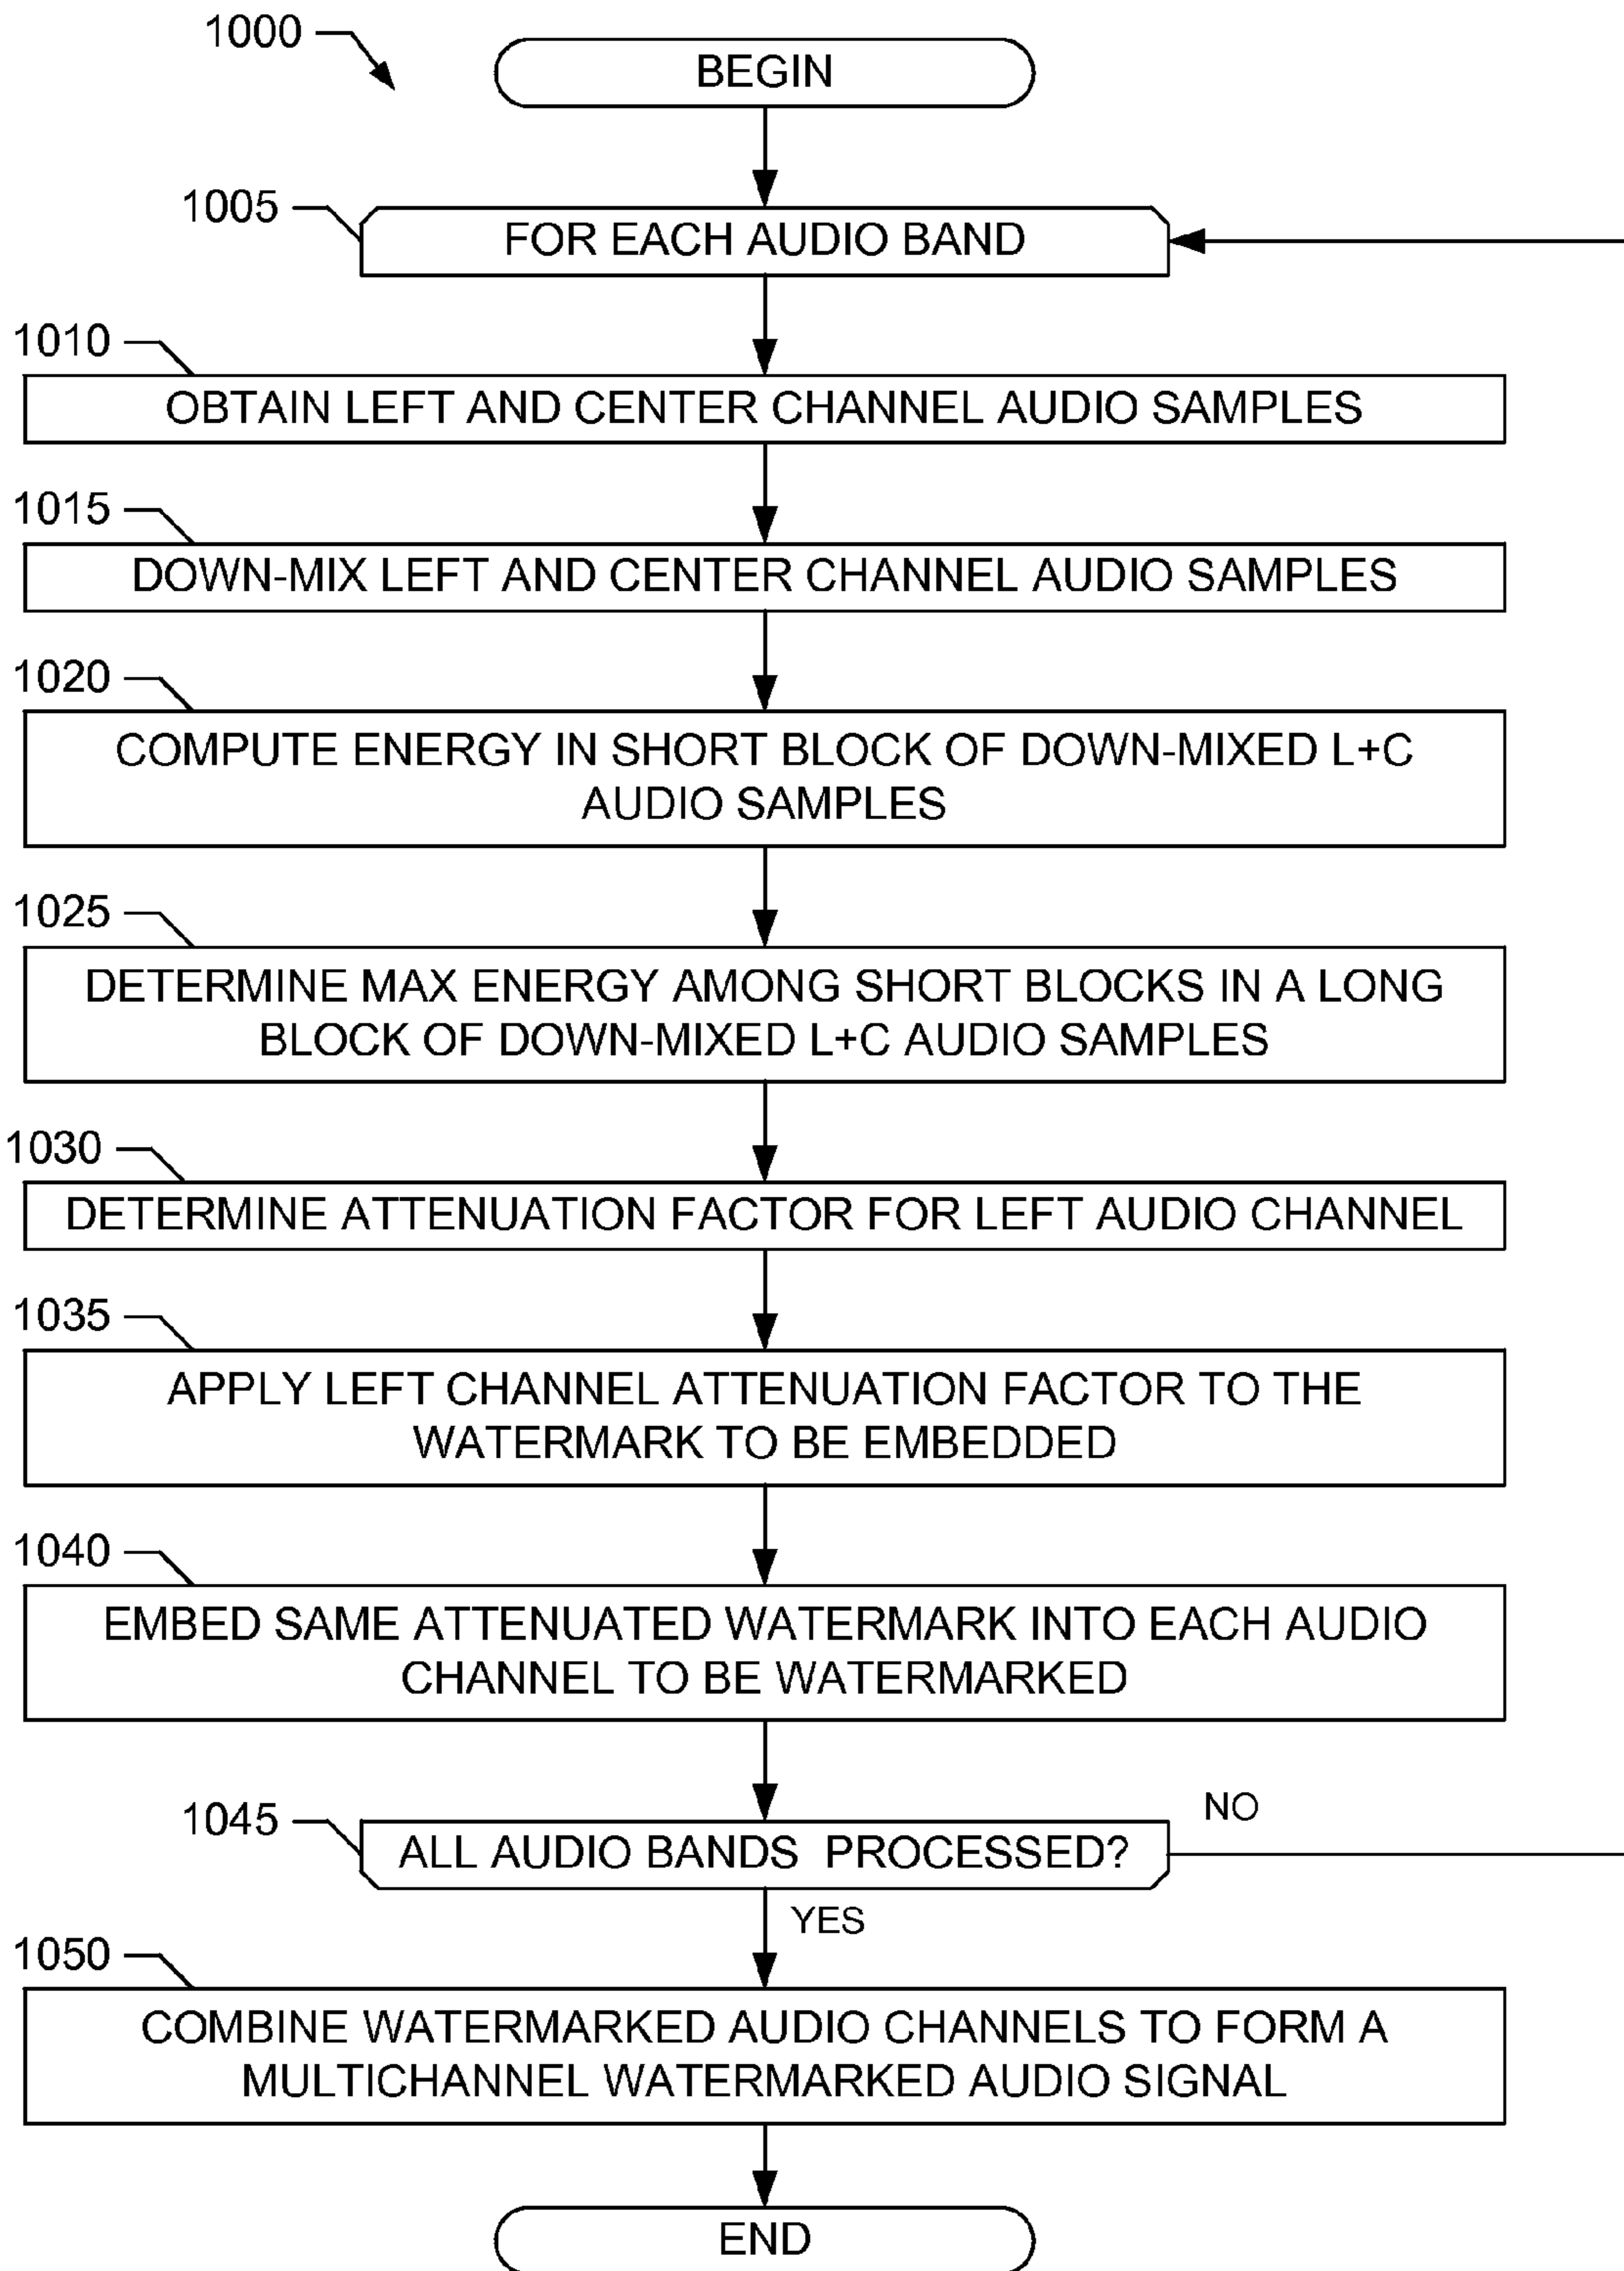 1000
BEGIN
1005
FOR EACH AUDIO BAND
1010
OBTAIN LEFT AND CENTER CHANNEL AUDIO SAMPLES
1015
DOWN-MIX LEFT AND CENTER CHANNEL AUDIO SAMPLES
1020
COMPUTE ENERGY IN SHORT BLOCK OF DOWN-MIXED L+C
AUDIO SAMPLES
1025
DETERMINE MAX ENERGY AMONG SHORT BLOCKS IN A LONG
BLOCK OF DOWN-MIXED L+C AUDIO SAMPLES
1030
DETERMINE ATTENUATION FACTOR FOR LEFT AUDIO CHANNEL
1035
APPLY LEFT CHANNEL ATTENUATION FACTOR TO THE
WATERMARK TO BE EMBEDDED
1040
EMBED SAME ATTENUATED WATERMARK INTO EACH AUDIO
CHANNEL TO BE WATERMARKED
1045
ALL AUDIO BANDS PROCESSED?
NO
YES
1050
COMBINE WATERMARKED AUDIO CHANNELS TO FORM A
MULTICHANNEL WATERMARKED AUDIO SIGNAL
END